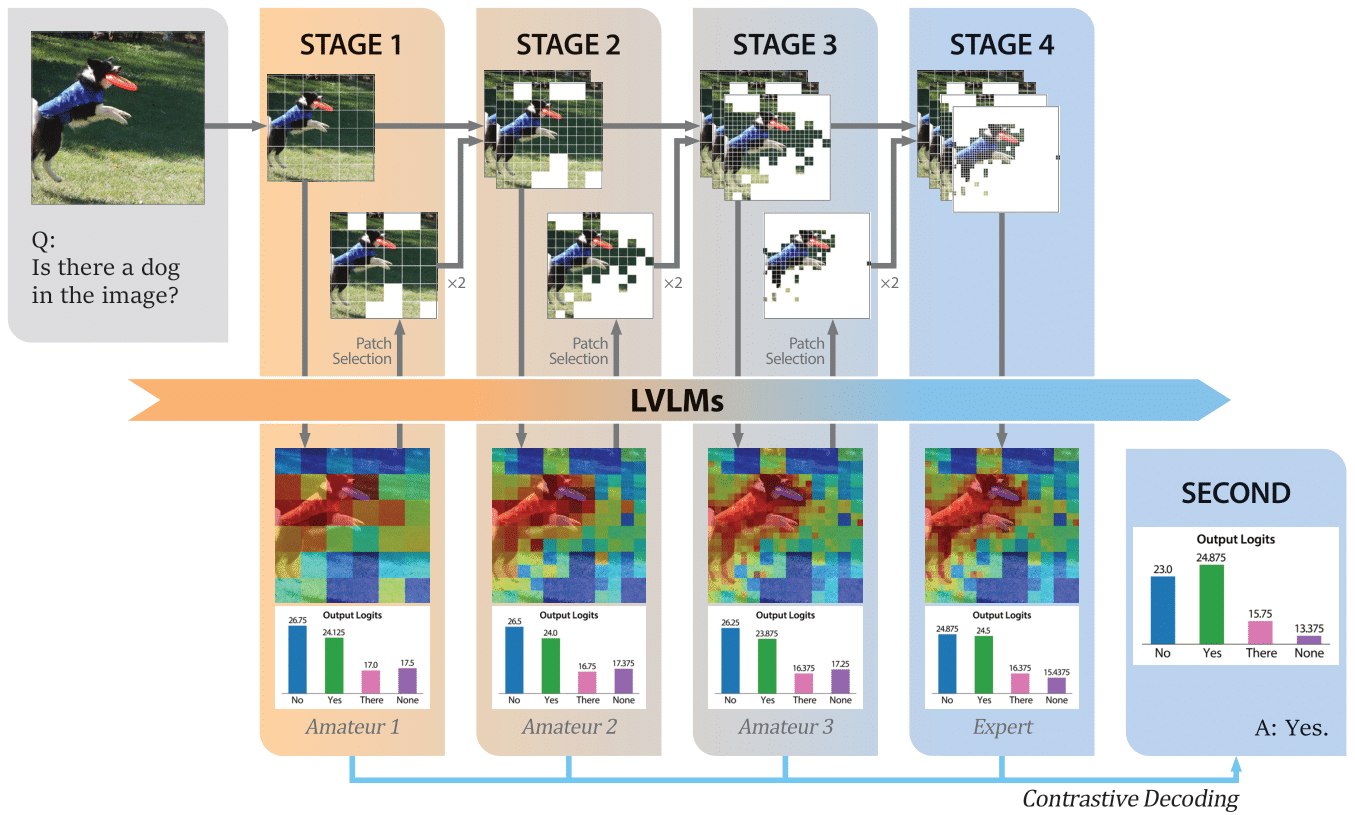 Q:
Is there a dog
in the image?
STAGE 1
×2
Patch
Selection
STAGE 2
×2
Patch
Selection
STAGE 3
×2
Patch
Selection
STAGE 4
LVLMs
Output Logits
26.75
24.125
17.0
17.5
No Yes There None
Amateur 1
Output Logits
26.5
24.0
16.75
17.375
No Yes There None
Amateur 2
Output Logits
26.25
23.875
16.375
17.25
No Yes There None
Amateur 3
Output Logits
24.875
24.5
16.375
15.4375
No Yes There None
Expert
SECOND
Output Logits
23.0
24.875
15.75
13.375
No Yes There None
A: Yes.
Contrastive Decoding